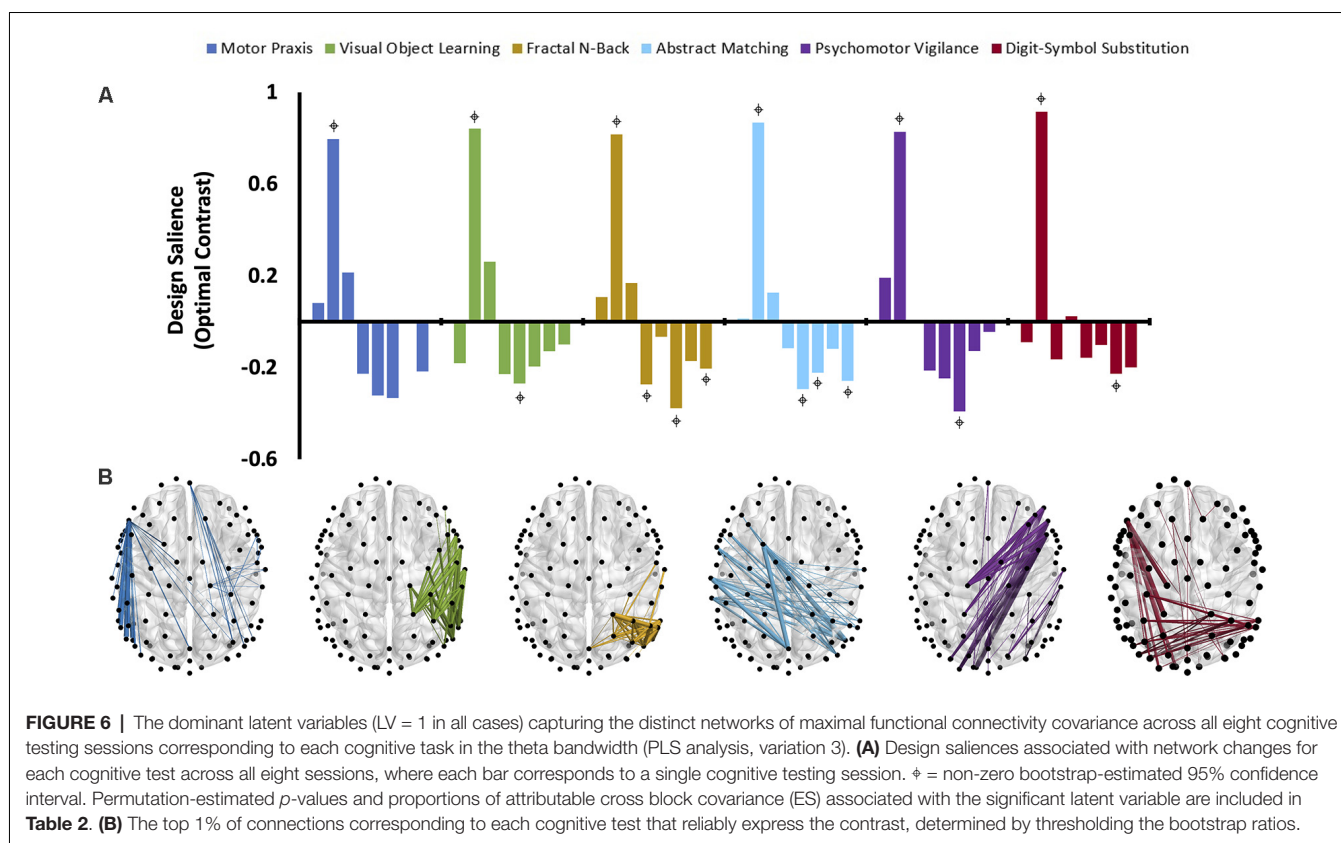 Motor Praxis Visual Object Learning Fractal N-Back Abstract Matching Psychomotor Vigilance Digit-Symbol Substitution
A
Design Salience
(Optimal Contrast)
1
0.6
0.2
-0.2
-0.6
B
FIGURE 6 | The dominant latent variables (LV = 1 in all cases) capturing the distinct networks of maximal functional connectivity covariance across all eight cognitive
testing sessions corresponding to each cognitive task in the theta bandwidth (PLS analysis, variation 3). (A) Design saliences associated with network changes for
each cognitive test across all eight sessions, where each bar corresponds to a single cognitive testing session. ⌖ = non-zero bootstrap-estimated 95% confidence
interval. Permutation-estimated p-values and proportions of attributable cross block covariance (ES) associated with the significant latent variable are included in
Table 2. (B) The top 1% of connections corresponding to each cognitive test that reliably express the contrast, determined by thresholding the bootstrap ratios.